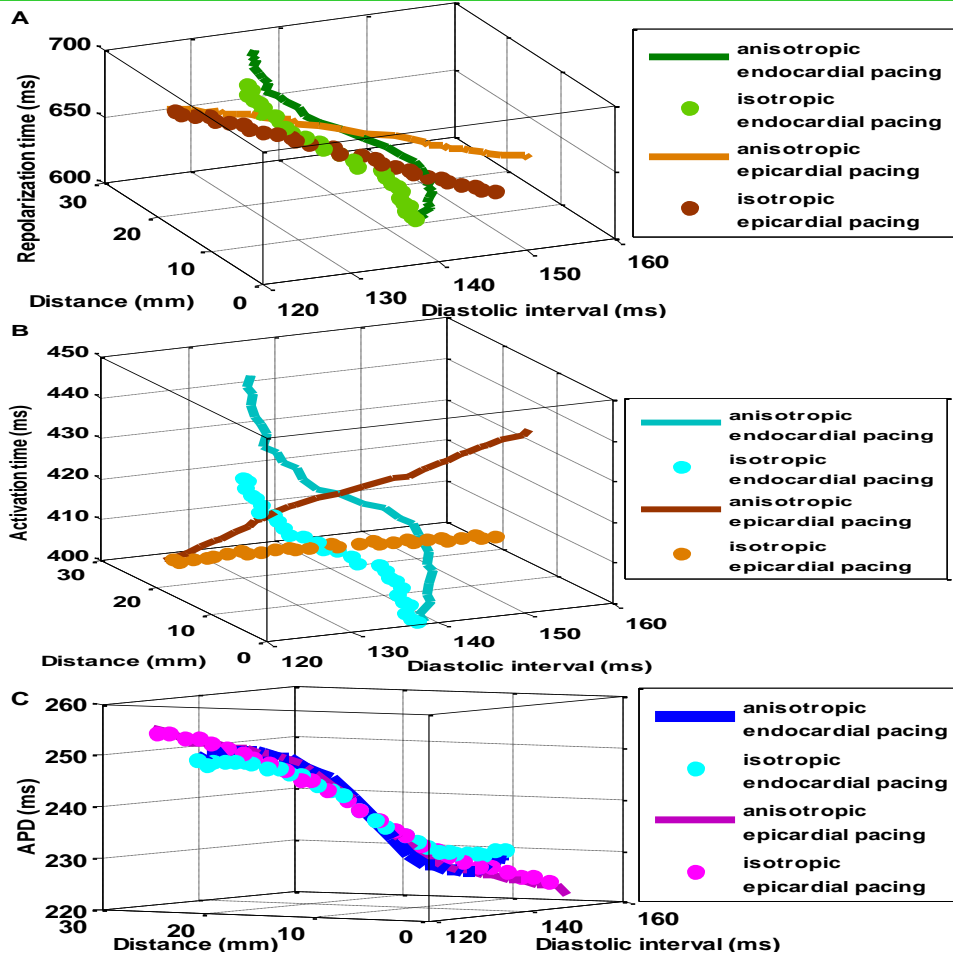 A
Repolarization time (ms)
700
650
600
30
20
10
0
Distance (mm)
120
130
140
150
160
Diastolic interval (ms)
anisotropic
endocardial pacing
isotropic
endocardial pacing
anisotropic
epicardial pacing
isotropic
epicardial pacing
B
Activation time (ms)
450
440
430
420
410
400
30
20
10
0
Distance (mm)
120
130
140
150
160
Diastolic interval (ms)
anisotropic
endocardial pacing
isotropic
endocardial pacing
anisotropic
epicardial pacing
isotropic
epicardial pacing
C
APD (ms)
260
250
240
230
220
30
20
10
0
Distance (mm)
120
140
160
Diastolic interval (ms)
anisotropic
endocardial pacing
isotropic
endocardial pacing
anisotropic
epicardial pacing
isotropic
epicardial pacing